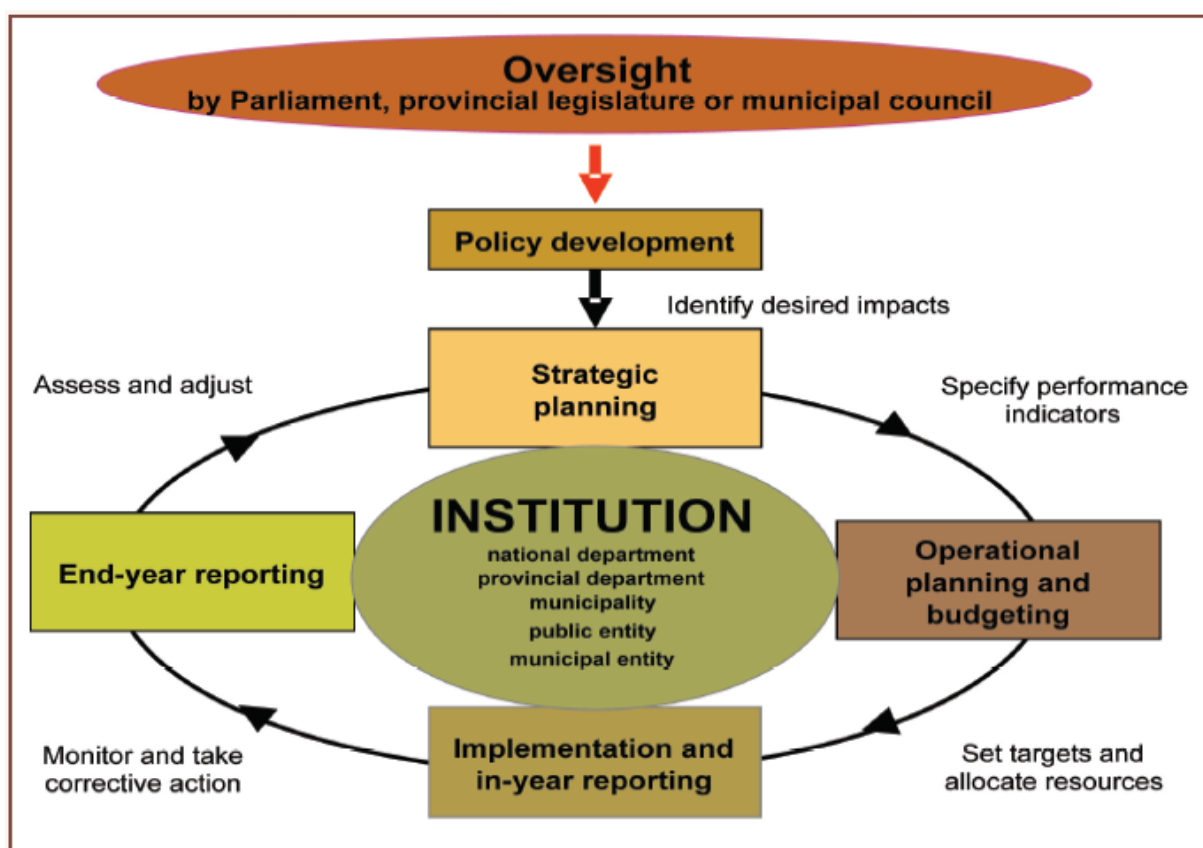 Oversight
by Parliament, provincial legislature or municipal council
Policy development
Identify desired impacts
Strategic
planning
Assess and adjust
Specify performance
indicators
INSTITUTION
national department
provincial department
municipality
public entity
municipal entity
End-year reporting
Operational
planning and
budgeting
Implementation and
in-year reporting
Monitor and take
corrective action
Set targets and
allocate resources